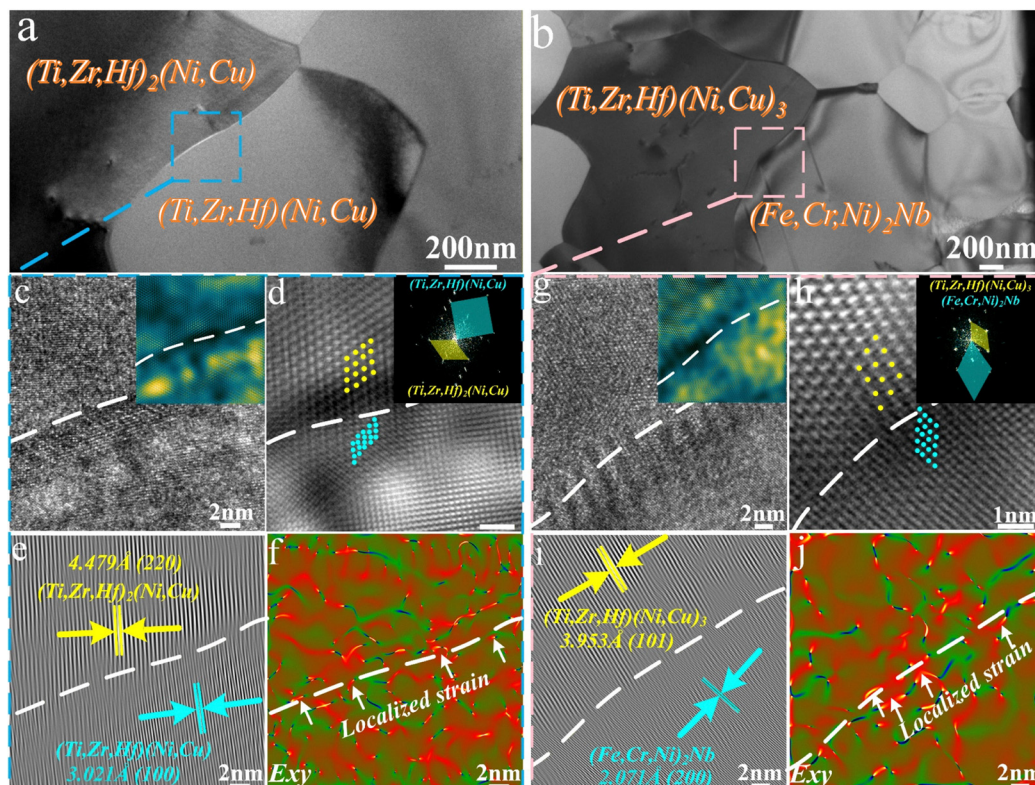 a
(Ti,Zr,Hf)₂(Ni,Cu)
(Ti,Zr,Hf)(Ni,Cu)
200nm
b
(Ti,Zr,Hf)(Ni,Cu)₃
(Fe,Cr,Ni)₂Nb
200nm
c
2nm
d
(Ti,Zr,Hf)(Ni,Cu)
(Ti,Zr,Hf)₂(Ni,Cu)
g
2nm
h
(Ti,Zr,Hf)(Ni,Cu)₃
(Fe,Cr,Ni)₂Nb
1nm
e
4.479Å (220)
(Ti,Zr,Hf)₂(Ni,Cu)
(Ti,Zr,Hf)(Ni,Cu)
3.021Å (100)
2nm
f
Localized strain
Exy
2nm
i
(Ti,Zr,Hf)(Ni,Cu)₃
3.953Å (101)
(Fe,Cr,Ni)₂Nb
2.071Å (200)
2nm
j
Localized strain
Exy
2nm